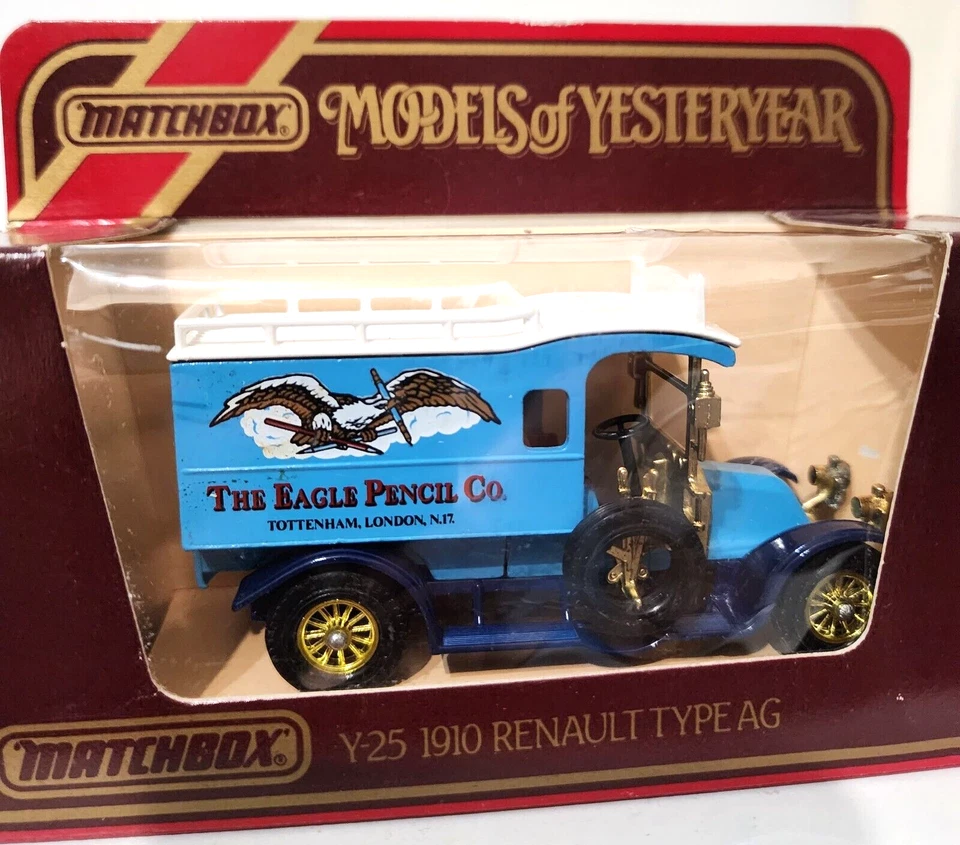 MATCHBOX®
MODELS of YESTERYEAR
THE EAGLE PENCIL CO.
TOTTENHAM, LONDON, N.17.
MATCHBOX®
Y-25 1910 RENAULT TYPE AG